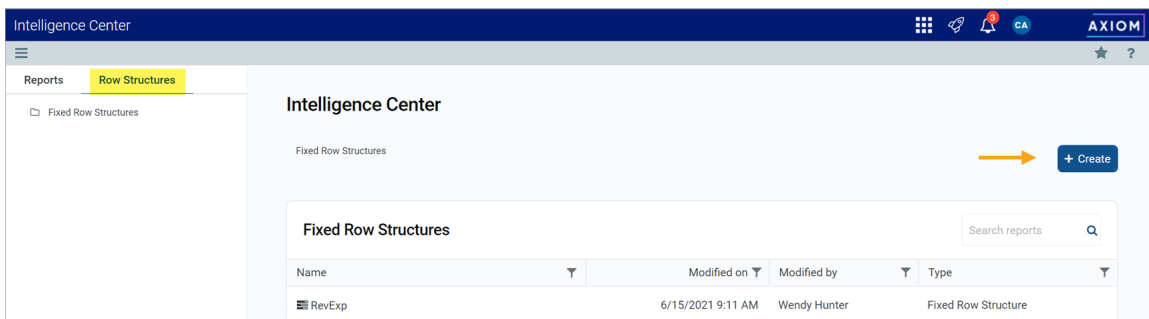 Intelligence Center
3
CA
AXIOM
?
Reports Row Structures
Fixed Row Structures
Intelligence Center
Fixed Row Structures
+ Create
Fixed Row Structures
Search reports
Name Modified on Modified by Type
RevExp 6/15/2021 9:11 AM Wendy Hunter Fixed Row Structure